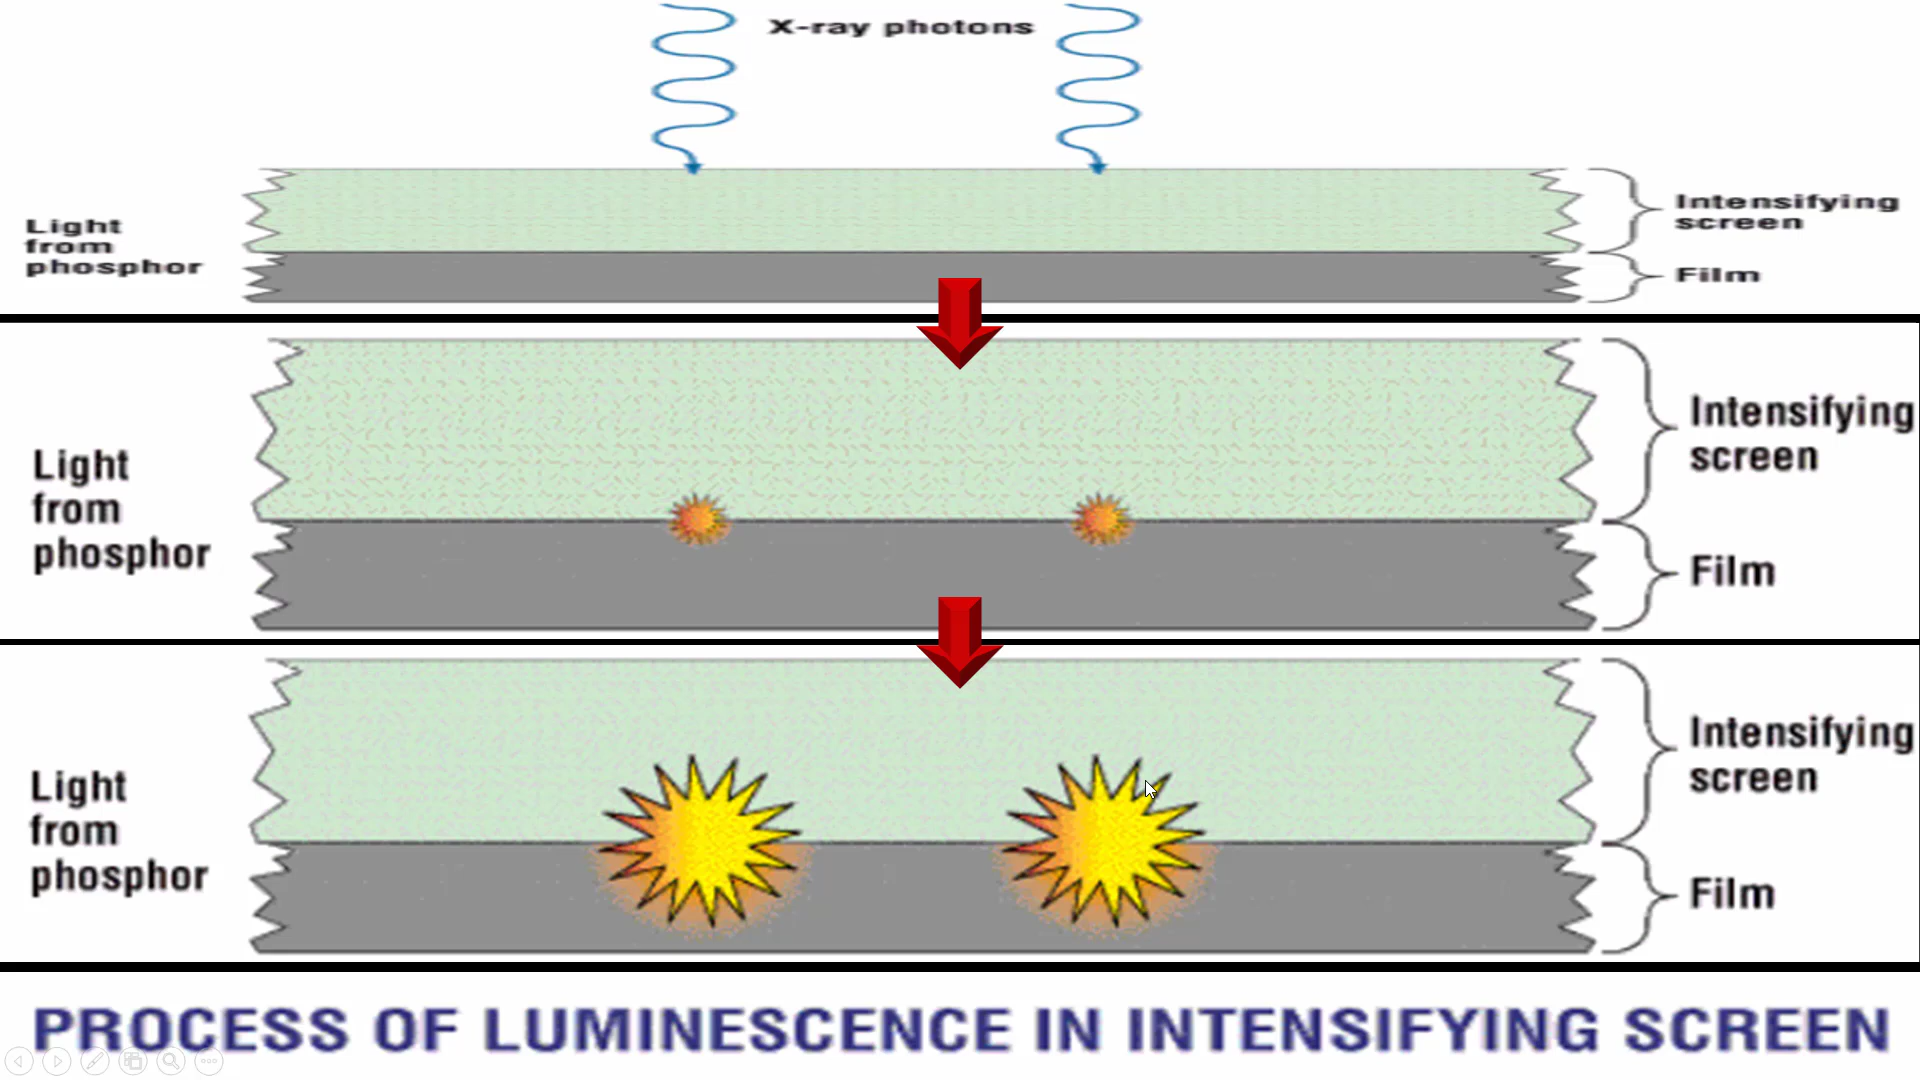 X-ray photons
Light
from
phosphor
Intensifying
screen
Film
Light
from
phosphor
Intensifying
screen
Film
Light
from
phosphor
Intensifying
screen
Film
PROCESS OF LUMINESCENCE IN INTENSIFYING SCREEN